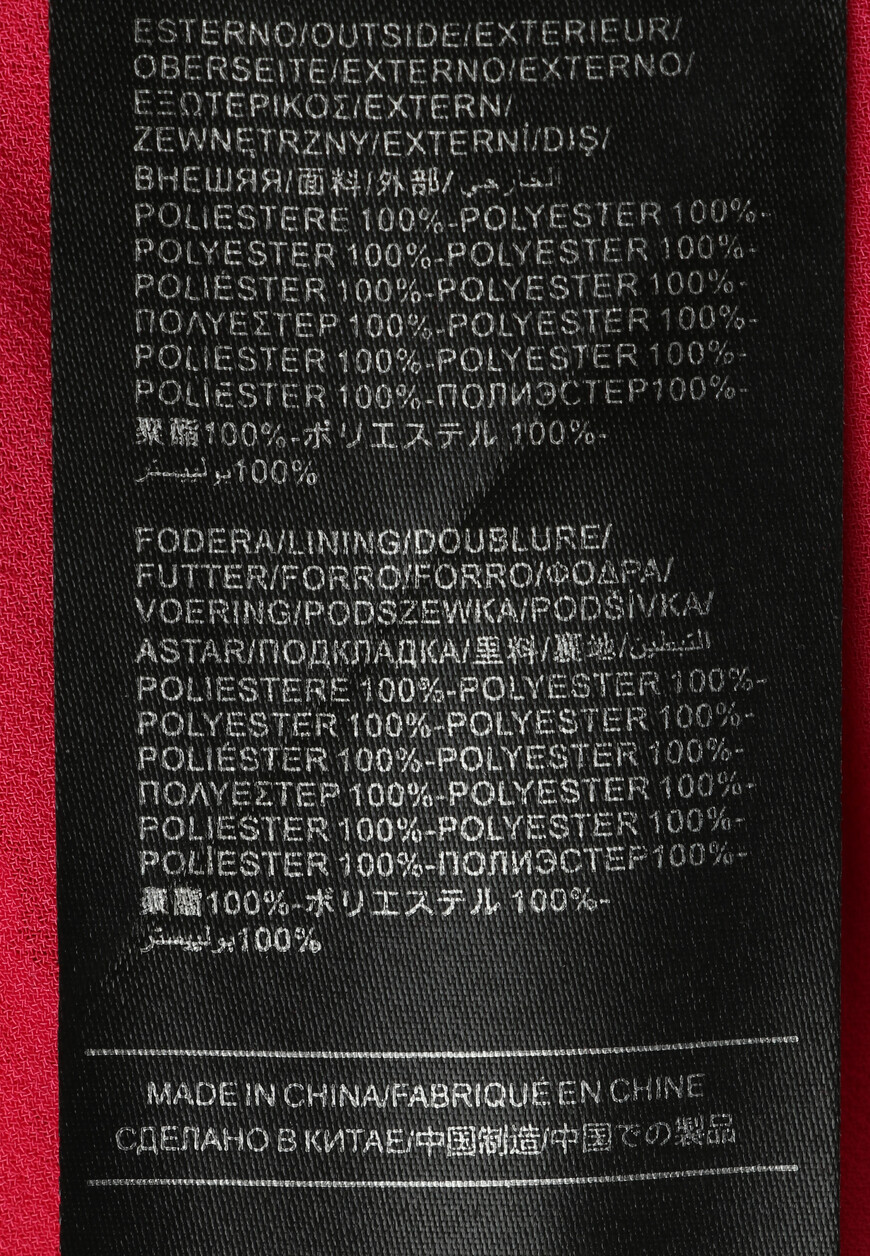 ESTERNO/OUTSIDE/EXTERIEUR/
OBERSEITE/EXTERNO/EXTERNO/
ΕΞΩΤΕΡΙΚΟΣ/EXTERN/
ZEWNĘTRZNY/EXTERNÍ/DIŞ/
ВНЕШЯЯ/面料/外部/الخارجي
POLIESTERE 100%-POLYESTER 100%-
POLYESTER 100%-POLYESTER 100%-
POLIÉSTER 100%-POLYESTER 100%-
ΠΟΛΥΕΣΤΕΡ 100%-POLYESTER 100%-
POLIESTER 100%-POLYESTER 100%-
POLİESTER 100%-ПОЛИЭСТЕР100%-
聚酯100%-ポリエステル 100%-
بوليستر100%
FODERA/LINING/DOUBLURE/
FUTTER/FORRO/FORRO/ΦΟΔΡΑ/
VOERING/PODSZEWKA/PODŠÍVKA/
ASTAR/ПОДКЛАДКА/里料/裏地/التبطين
POLIESTERE 100%-POLYESTER 100%-
POLYESTER 100%-POLYESTER 100%-
POLIÉSTER 100%-POLYESTER 100%-
ΠΟΛΥΕΣΤΕΡ 100%-POLYESTER 100%-
POLIESTER 100%-POLYESTER 100%-
POLİESTER 100%-ПОЛИЭСТЕР100%-
聚酯100%-ポリエステル 100%-
بوليستر100%
MADE IN CHINA/FABRIQUÉ EN CHINE
СДЕЛАНО В КИТАЕ/中国制造/中国での製品